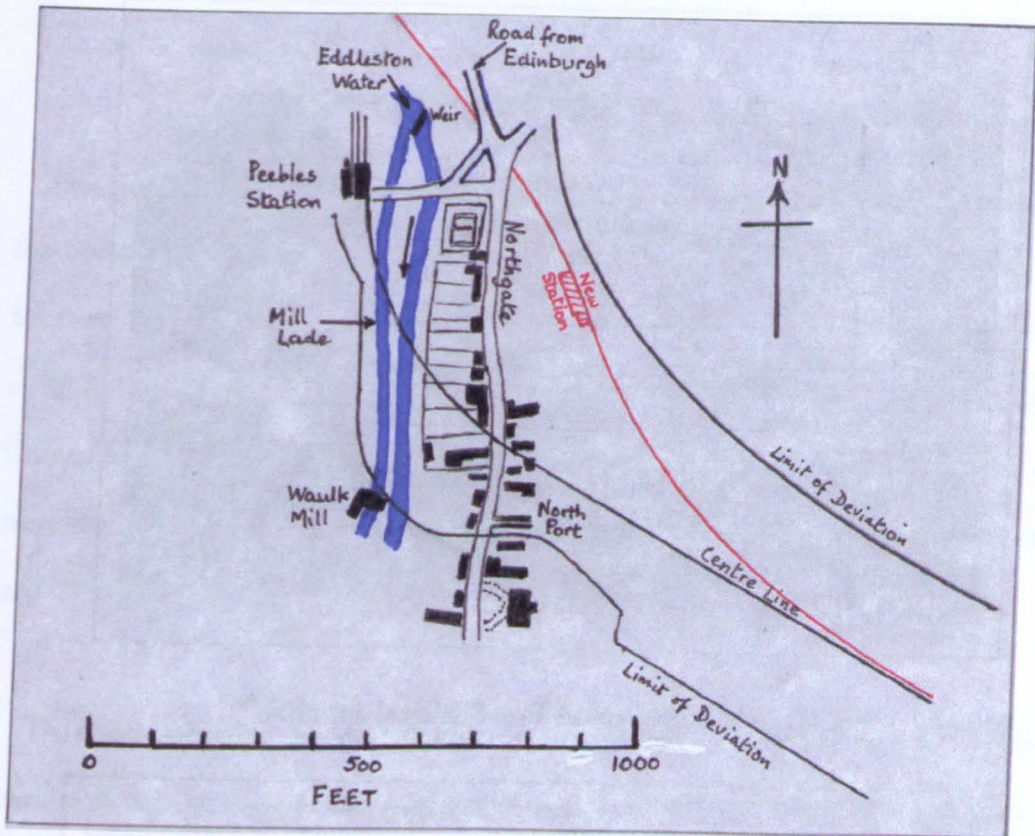 Road from
Edinburgh
Eddleston
Water
Weir
N
Peebles
Station
Northgate
New
Station
Mill
Lade
Limit of Deviation
Waulk
Mill
North
Port
Centre Line
Limit of Deviation
0
500
1000
FEET